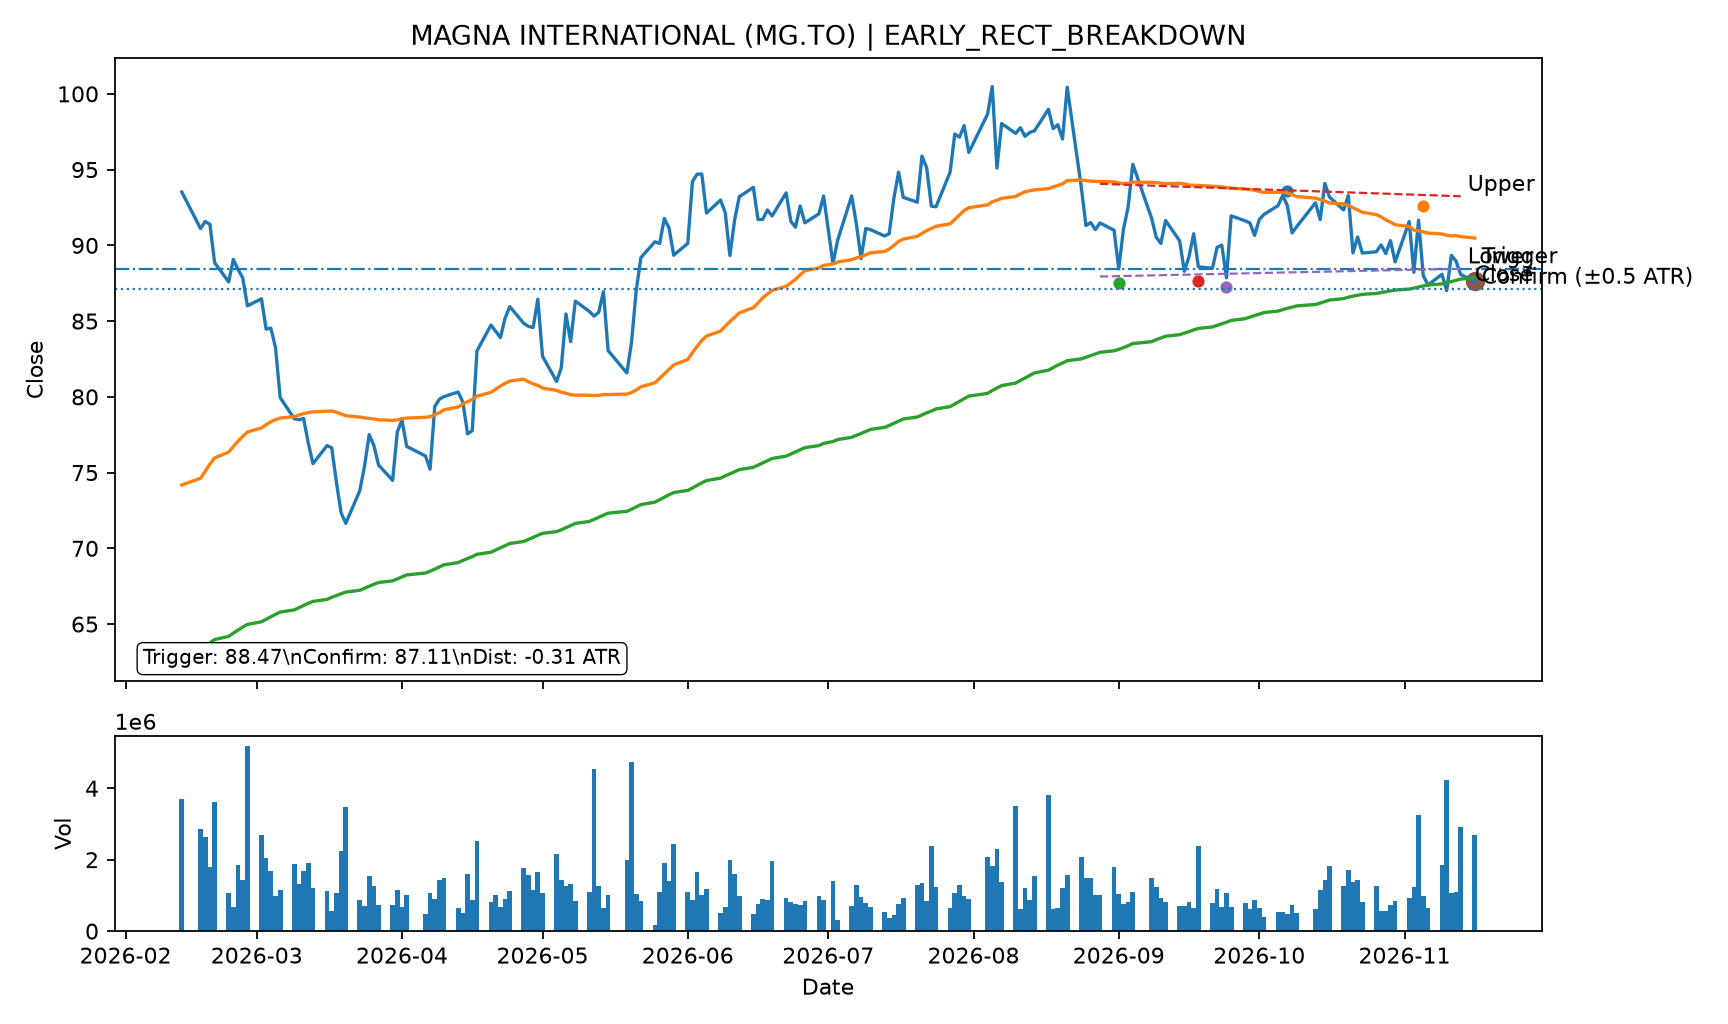 MAGNA INTERNATIONAL (MG.TO) | EARLY_RECT_BREAKDOWN
Close
100
95
90
85
80
75
70
65
Upper
Lower
Trigger
Close
Confirm (±0.5 ATR)
Trigger: 88.47\nConfirm: 87.11\nDist: -0.31 ATR
1e6
Vol
4
2
0
2026-02
2026-03
2026-04
2026-05
2026-06
2026-07
2026-08
2026-09
2026-10
2026-11
Date